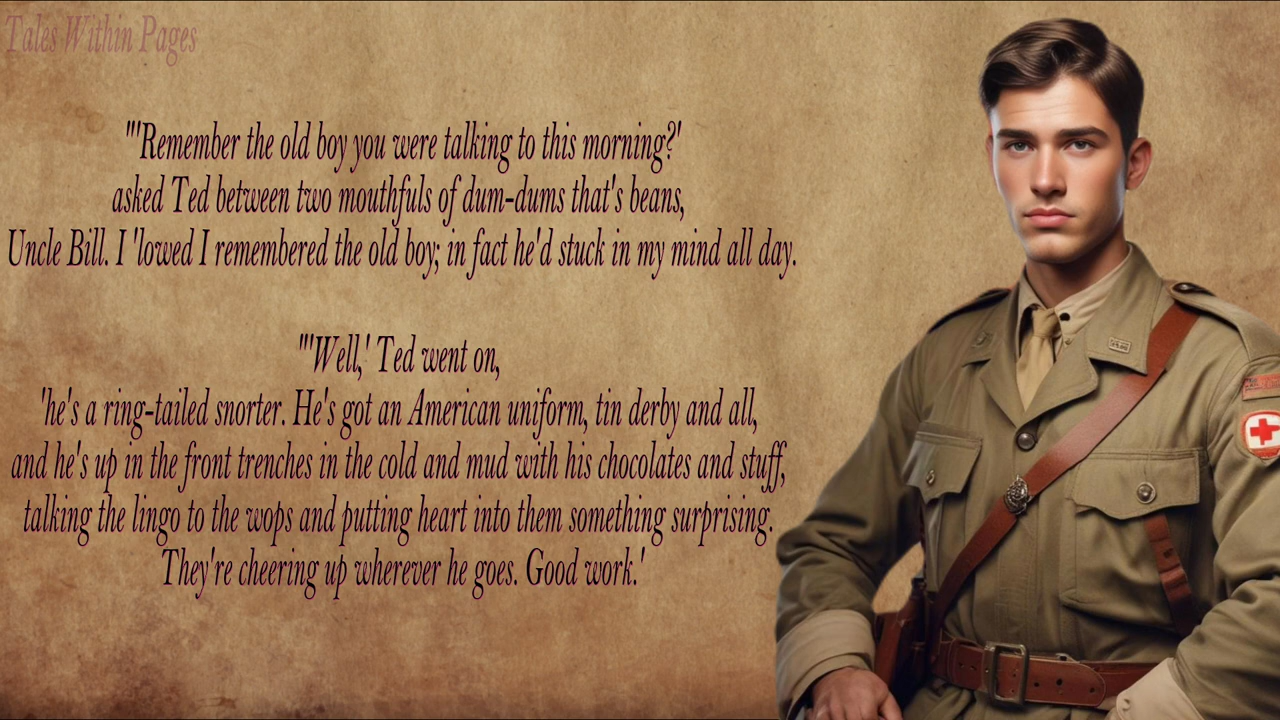 Tales Within Pages
"'Remember the old boy you were talking to this morning?'
asked Ted between two mouthfuls of dum-dums that's beans,
Uncle Bill. I 'lowed I remembered the old boy; in fact he'd stuck in my mind all day.
"'Well,' Ted went on,
'he's a ring-tailed snorter. He's got an American uniform, tin derby and all,
and he's up in the front trenches in the cold and mud with his chocolates and stuff,
talking the lingo to the wops and putting heart into them something surprising.
They're cheering up wherever he goes. Good work.'